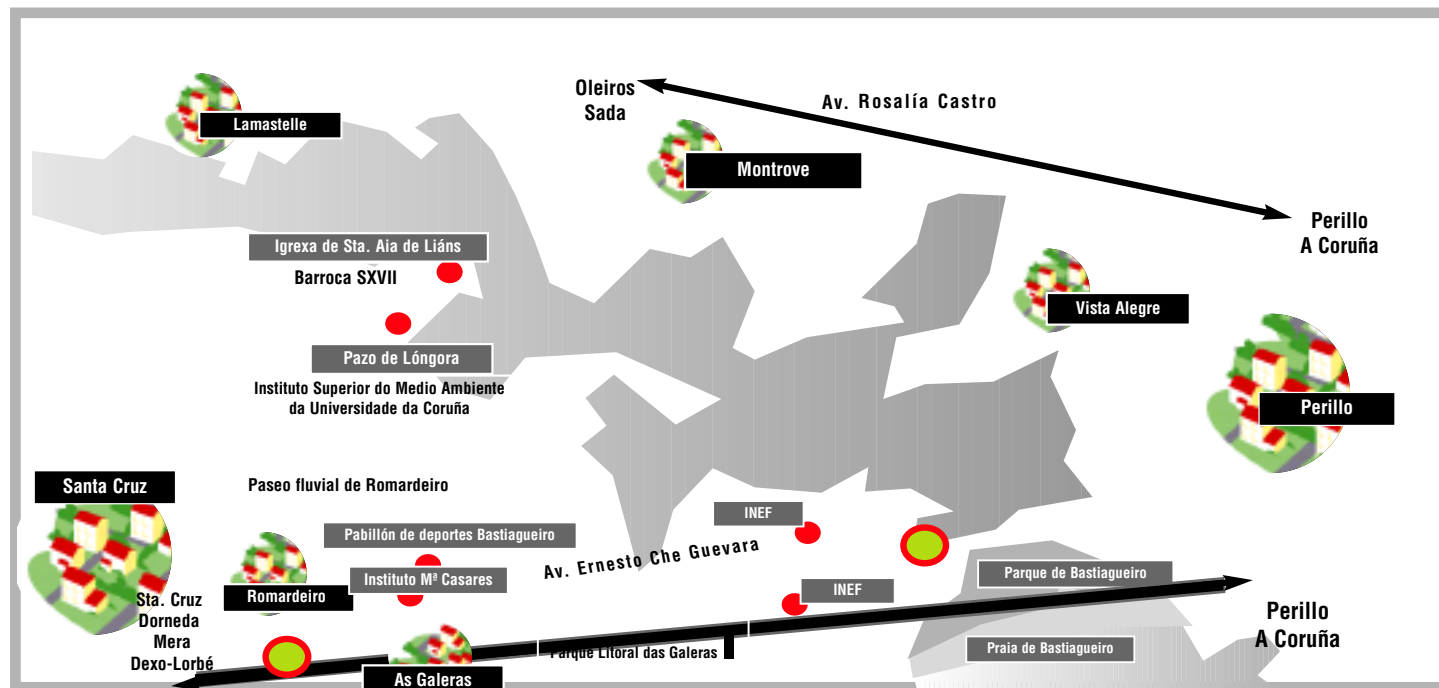 Oleiros
Sada
Av. Rosalía Castro
Lamastelle
Montrove
Perillo
A Coruña
Igrexa de Sta. Aia de Liáns
Barroca SXVII
Vista Alegre
Pazo de Lóngora
Instituto Superior do Medio Ambiente
da Universidade da Coruña
Perillo
Santa Cruz
Paseo fluvial de Romardeiro
INEF
Pabillón de deportes Bastiagueiro
Av. Ernesto Che Guevara
Instituto Mª Casares
Parque de Bastiagueiro
INEF
Romardeiro
Sta. Cruz
Dorneda
Mera
Dexo-Lorbé
Perillo
A Coruña
Parque Litoral das Galeras
Praia de Bastiagueiro
As Galeras